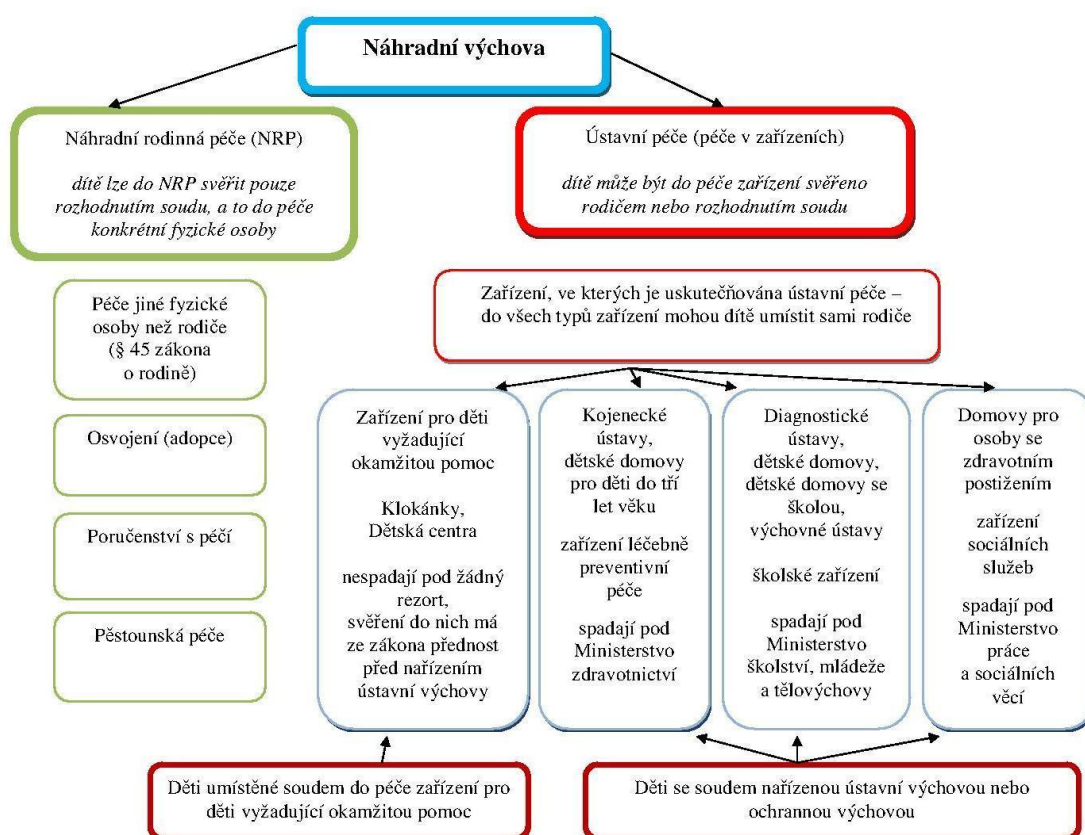 Náhradní výchova
Náhradní rodinná péče (NRP)
dítě lze do NRP svěřit pouze
rozhodnutím soudu, a to do péče
konkrétní fyzické osoby
Ústavní péče (péče v zařízeních)
dítě může být do péče zařízení svěřeno
rodičem nebo rozhodnutím soudu
Péče jiné fyzické
osoby než rodiče
(§ 45 zákona
o rodině)
Osvojení (adopce)
Poručenství s péčí
Pěstounská péče
Zařízení, ve kterých je uskutečňována ústavní péče –
do všech typů zařízení mohou dítě umístit sami rodiče
Zařízení pro děti
vyžadující
okamžitou pomoc
Klokánky,
Dětská centra
nespadají pod žádný
rezort,
svěření do nich má
ze zákona přednost
před nařízením
ústavní výchovy
Kojenecké
ústavy,
dětské domovy
pro děti do tří
let věku
zařízení léčebně
preventivní
péče
spadají pod
Ministerstvo
zdravotnictví
Diagnostické
ústavy,
dětské domovy,
dětské domovy se
školou,
výchovné ústavy
školské zařízení
spadají pod
Ministerstvo
školství, mládeže
a tělovýchovy
Domovy pro
osoby se
zdravotním
postižením
zařízení
sociálních
služeb
spadají pod
Ministerstvo
práce
a sociálních
věcí
Děti umístěné soudem do péče zařízení pro
děti vyžadující okamžitou pomoc
Děti se soudem nařízenou ústavní výchovou nebo
ochrannou výchovou